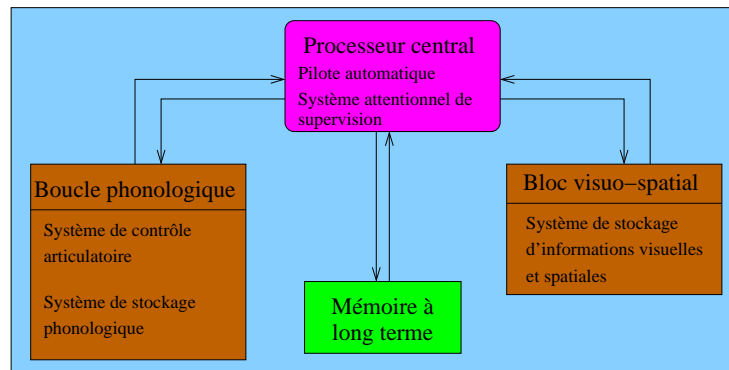 Processeur central
Pilote automatique
Système attentionnel de
supervision
Boucle phonologique
Système de contrôle
articulatoire
Système de stockage
phonologique
Bloc visuo−spatial
Système de stockage
d'informations visuelles
et spatiales
Mémoire à
long terme